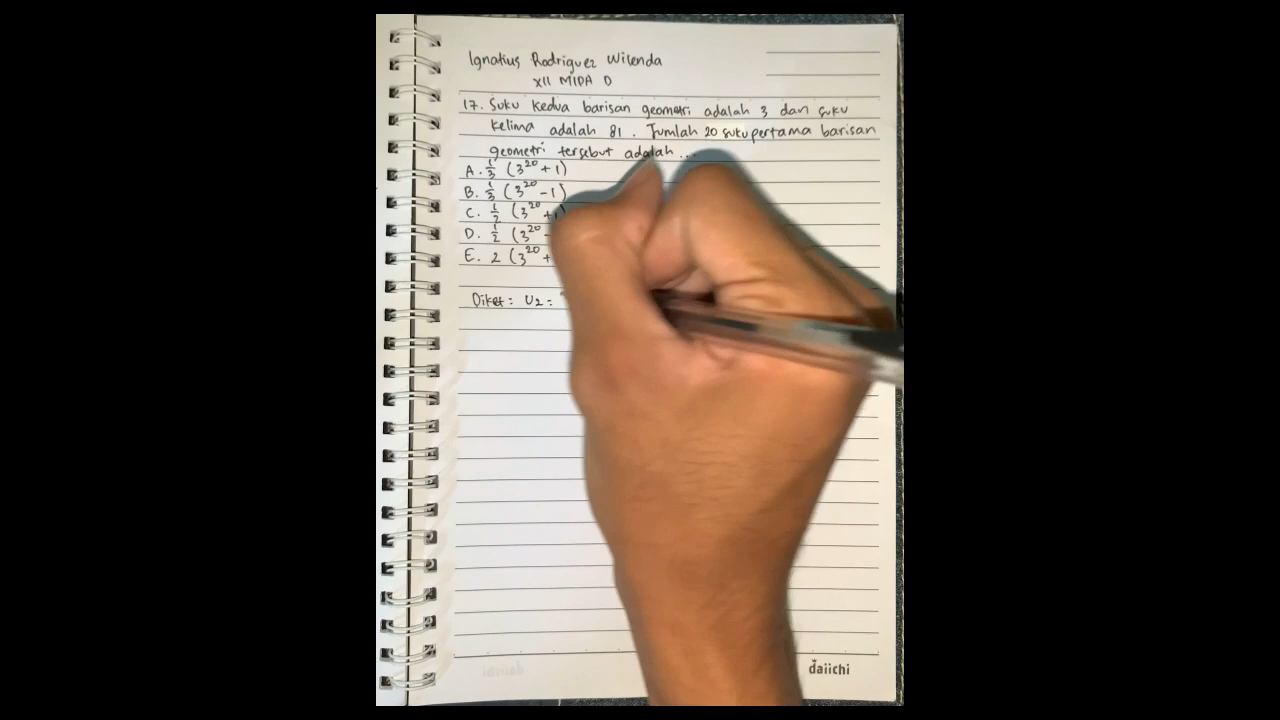 Ignatius Rodriguez Wirenda
XII MIPA D
17. Suku kedua barisan geometri adalah 3 dan suku
kelima adalah 81. Jumlah 20 suku pertama barisan
geometri tersebut adalah...
A. 1/3 (3^20 + 1)
B. 1/3 (3^20 - 1)
C. 1/2 (3^20 + 1)
D. 1/2 (3^20 -
E. 2 (3^20 +
Diket : U2 =
daiichi